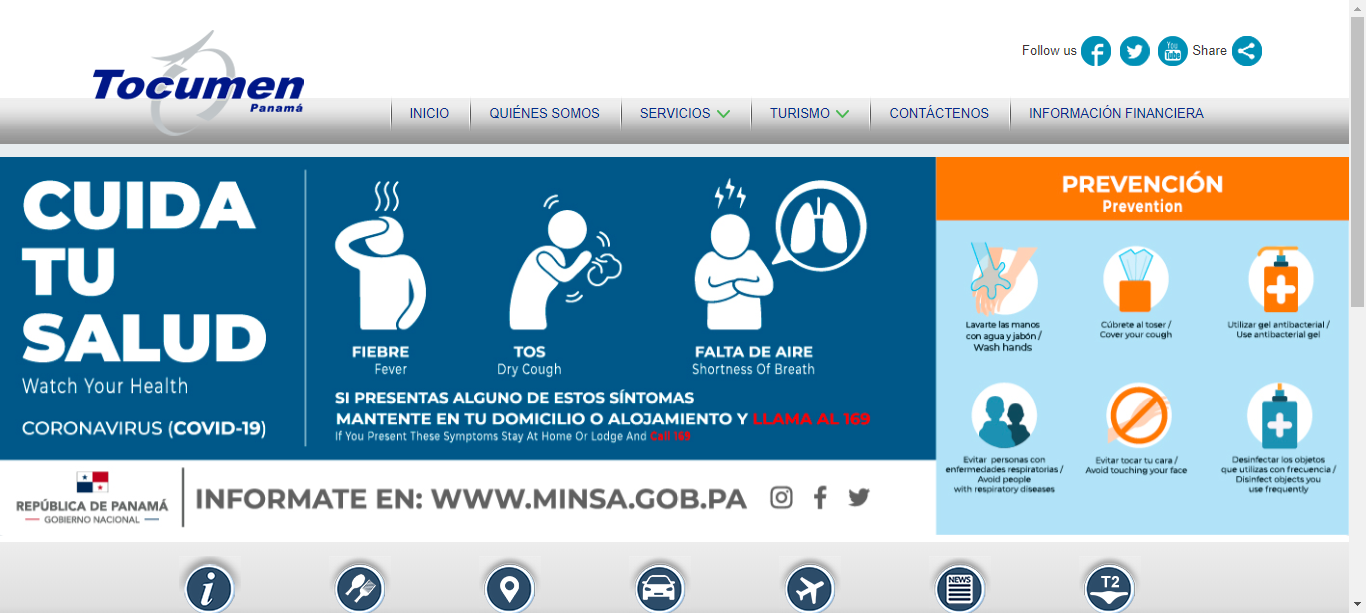 Follow us
You
Tube
Share
Tocumen
Panamá
INICIO
QUIÉNES SOMOS
SERVICIOS
TURISMO
CONTÁCTENOS
INFORMACIÓN FINANCIERA
CUIDA
TU
SALUD
Watch Your Health
CORONAVIRUS (COVID-19)
FIEBRE
Fever
TOS
Dry Cough
FALTA DE AIRE
Shortness Of Breath
SI PRESENTAS ALGUNO DE ESTOS SÍNTOMAS
MANTENTE EN TU DOMICILIO O ALOJAMIENTO Y LLAMA AL 169
If You Present These Symptoms Stay At Home Or Lodge And Call 169
PREVENCIÓN
Prevention
Lavarte las manos
con agua y jabón /
Wash hands
Cúbrete al toser /
Cover your cough
Utilizar gel antibacterial /
Use antibacterial gel
Evitar personas con
enfermedades respiratorias /
Avoid people
with respiratory diseases
Evitar tocar tu cara /
Avoid touching your face
Desinfectar los objetos
que utilizas con frecuencia /
Disinfect objects you
use frequently
REPÚBLICA DE PANAMÁ
GOBIERNO NACIONAL
INFORMATE EN: WWW.MINSA.GOB.PA
NEWS
T2